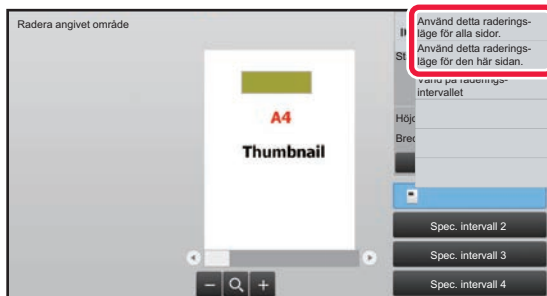 Radera angivet område
A4
Thumbnail
Använd detta raderings-
läge för alla sidor.
Använd detta raderings-
läge för den här sidan.
Vänd på raderings-
intervallet
Höjd
Spec. intervall 2
Spec. intervall 3
Spec. intervall 4